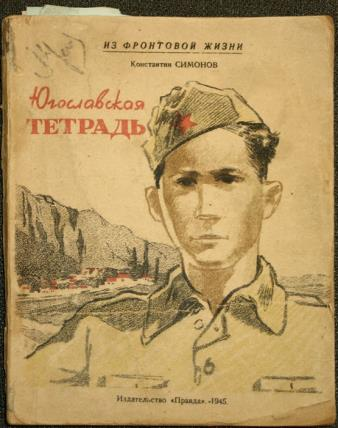 ИЗ ФРОНТОВОЙ ЖИЗНИ
Константин СИМОНОВ
Югославская
ТЕТРАДЬ
Издательство «Правда».-1945.